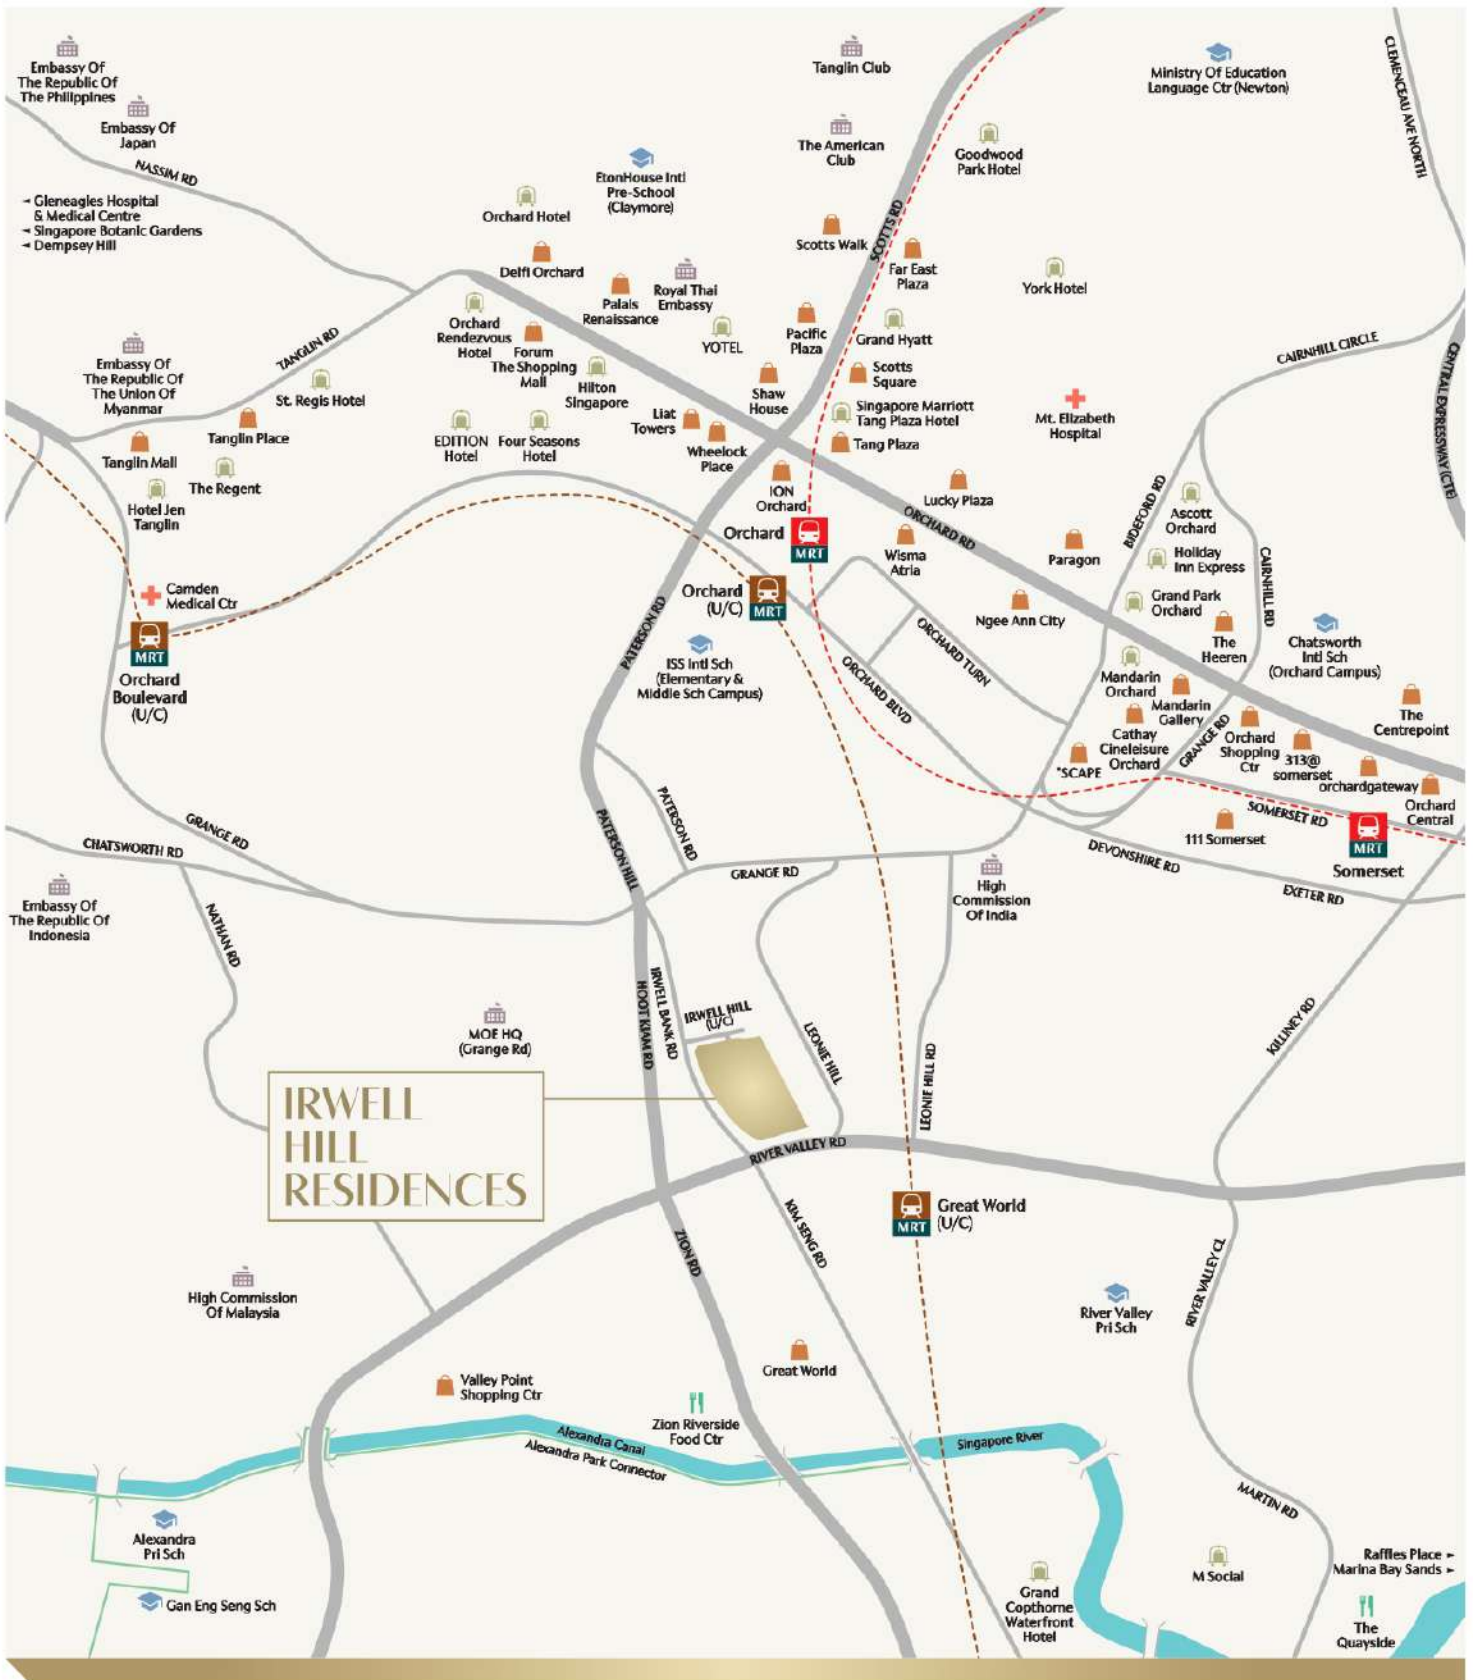 Embassy Of
The Republic Of
The Philippines
Embassy Of
Japan
NASSIM RD
Gleneagles Hospital
& Medical Centre
Singapore Botanic Gardens
Dempsey Hill
Tanglin Club
The American
Club
Ministry Of Education
Language Ctr (Newton)
CLEMENCEAU AVE NORTH
Goodwood
Park Hotel
EtonHouse Intl
Pre-School
(Claymore)
Orchard Hotel
Delfi Orchard
Scotts Walk
SCOTTS RD
Far East
Plaza
York Hotel
Royal Thai
Embassy
Palais
Renaissance
Orchard
Rendezvous
Hotel
Forum
The Shopping
Mall
YOTEL
Pacific
Plaza
Grand Hyatt
CAIRNHILL CIRCLE
CENTRAL EXPRESSWAY (CTE)
Embassy Of
The Republic Of
The Union Of
Myanmar
TANGLIN RD
St. Regis Hotel
Hilton
Singapore
Shaw
House
Scotts
Square
Singapore Marriott
Tang Plaza Hotel
Mt. Elizabeth
Hospital
Tanglin Place
Tanglin Mall
The Regent
Hotel Jen
Tanglin
EDITION
Hotel
Four Seasons
Hotel
Liat
Towers
Wheelock
Place
Tang Plaza
ION
Orchard
Lucky Plaza
ORCHARD RD
BIDEFORD RD
Ascott
Orchard
Orchard
MRT
Wisma
Atria
Paragon
Holiday
Inn Express
CAIRNHILL RD
Camden
Medical Ctr
MRT
Orchard
Boulevard
(U/C)
Orchard
(U/C)
MRT
PATERSON RD
ISS Intl Sch
(Elementary &
Middle Sch Campus)
Ngee Ann City
Grand Park
Orchard
The
Heeren
Chatsworth
Intl Sch
(Orchard Campus)
ORCHARD TURN
ORCHARD BLVD
Mandarin
Orchard
Mandarin
Gallery
Cathay
Cineleisure
Orchard
*SCAPE
GRANGE RD
Orchard
Shopping
Ctr
313@
somerset
The
Centrepoint
orchardgateway
Orchard
Central
SOMERSET RD
MRT
Somerset
111 Somerset
DEVONSHIRE RD
EXETER RD
GRANGE RD
CHATSWORTH RD
PATERSON HILL
PATERSON RD
GRANGE RD
High
Commission
Of India
Embassy Of
The Republic Of
Indonesia
NATHAN RD
MOE HQ
(Grange Rd)
HOOT KIAM RD
IRWELL BANK RD
IRWELL HILL
(U/C)
LEONIE HILL
LEONIE HILL RD
KILLINEY RD
IRWELL
HILL
RESIDENCES
RIVER VALLEY RD
MRT
Great World
(U/C)
ZION RD
KIM SENG RD
RIVER VALLEY CL
High Commission
Of Malaysia
River Valley
Pri Sch
Great World
Valley Point
Shopping Ctr
Zion Riverside
Food Ctr
Alexandra Canal
Alexandra Park Connector
Singapore River
MARTIN RD
Alexandra
Pri Sch
Gan Eng Seng Sch
Grand
Copthorne
Waterfront
Hotel
M Social
Raffles Place
Marina Bay Sands
The
Quayside